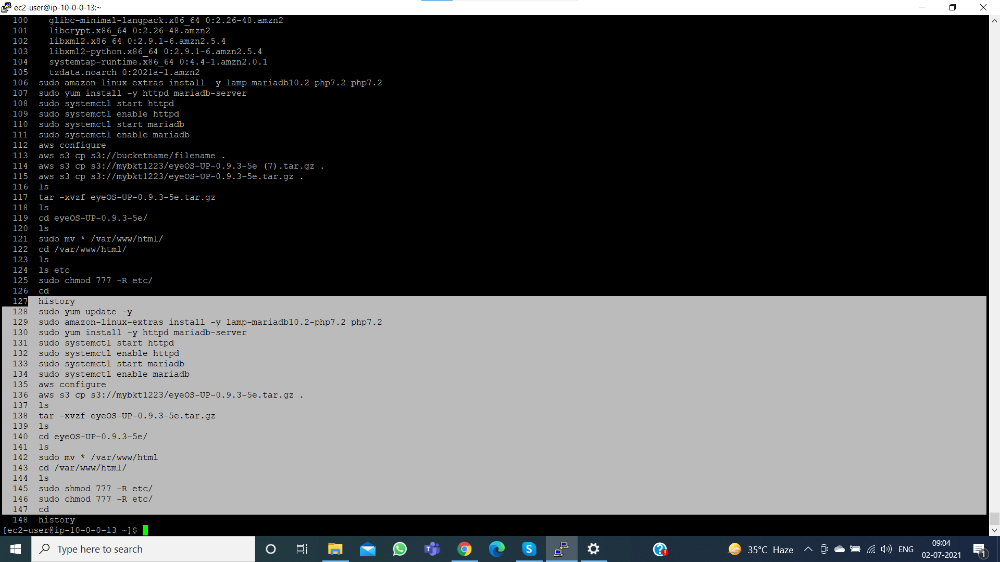 ec2-user@ip-10-0-0-13:~
100 glibc-minimal-langpack.x86_64 0:2.26-48.amzn2
101 libcrypt.x86_64 0:2.26-48.amzn2
102 libxml2.x86_64 0:2.9.1-6.amzn2.5.4
103 libxml2-python.x86_64 0:2.9.1-6.amzn2.5.4
104 systemtap-runtime.x86_64 0:4.4-1.amzn2.0.1
105 tzdata.noarch 0:2021a-1.amzn2
106 sudo amazon-linux-extras install -y lamp-mariadb10.2-php7.2 php7.2
107 sudo yum install -y httpd mariadb-server
108 sudo systemctl start httpd
109 sudo systemctl enable httpd
110 sudo systemctl start mariadb
111 sudo systemctl enable mariadb
112 aws configure
113 aws s3 cp s3://bucketname/filename .
114 aws s3 cp s3://mybkt1223/eyeOS-UP-0.9.3-5e (7).tar.gz .
115 aws s3 cp s3://mybkt1223/eyeOS-UP-0.9.3-5e.tar.gz .
116 ls
117 tar -xvzf eyeOS-UP-0.9.3-5e.tar.gz
118 ls
119 cd eyeOS-UP-0.9.3-5e/
120 ls
121 sudo mv * /var/www/html/
122 cd /var/www/html/
123 ls
124 ls etc
125 sudo chmod 777 -R etc/
126 cd
127 history
128 sudo yum update -y
129 sudo amazon-linux-extras install -y lamp-mariadb10.2-php7.2 php7.2
130 sudo yum install -y httpd mariadb-server
131 sudo systemctl start httpd
132 sudo systemctl enable httpd
133 sudo systemctl start mariadb
134 sudo systemctl enable mariadb
135 aws configure
136 aws s3 cp s3://mybkt1223/eyeOS-UP-0.9.3-5e.tar.gz .
137 ls
138 tar -xvzf eyeOS-UP-0.9.3-5e.tar.gz
139 ls
140 cd eyeOS-UP-0.9.3-5e/
141 ls
142 sudo mv * /var/www/html
143 cd /var/www/html/
144 ls
145 sudo shmod 777 -R etc/
146 sudo chmod 777 -R etc/
147 cd
148 history
[ec2-user@ip-10-0-0-13 ~]$
Type here to search
35°C Haze
ENG
09:04
02-07-2021
1